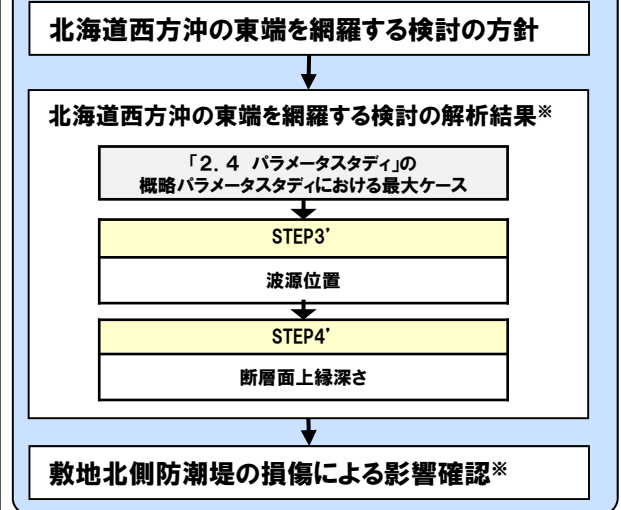 北海道西方沖の東端を網羅する検討の方針
北海道西方沖の東端を網羅する検討の解析結果※
「2.4 パラメータスタディ」の
概略パラメータスタディにおける最大ケース
STEP3'
波源位置
STEP4'
断層面上縁深さ
敷地北側防潮堤の損傷による影響確認※